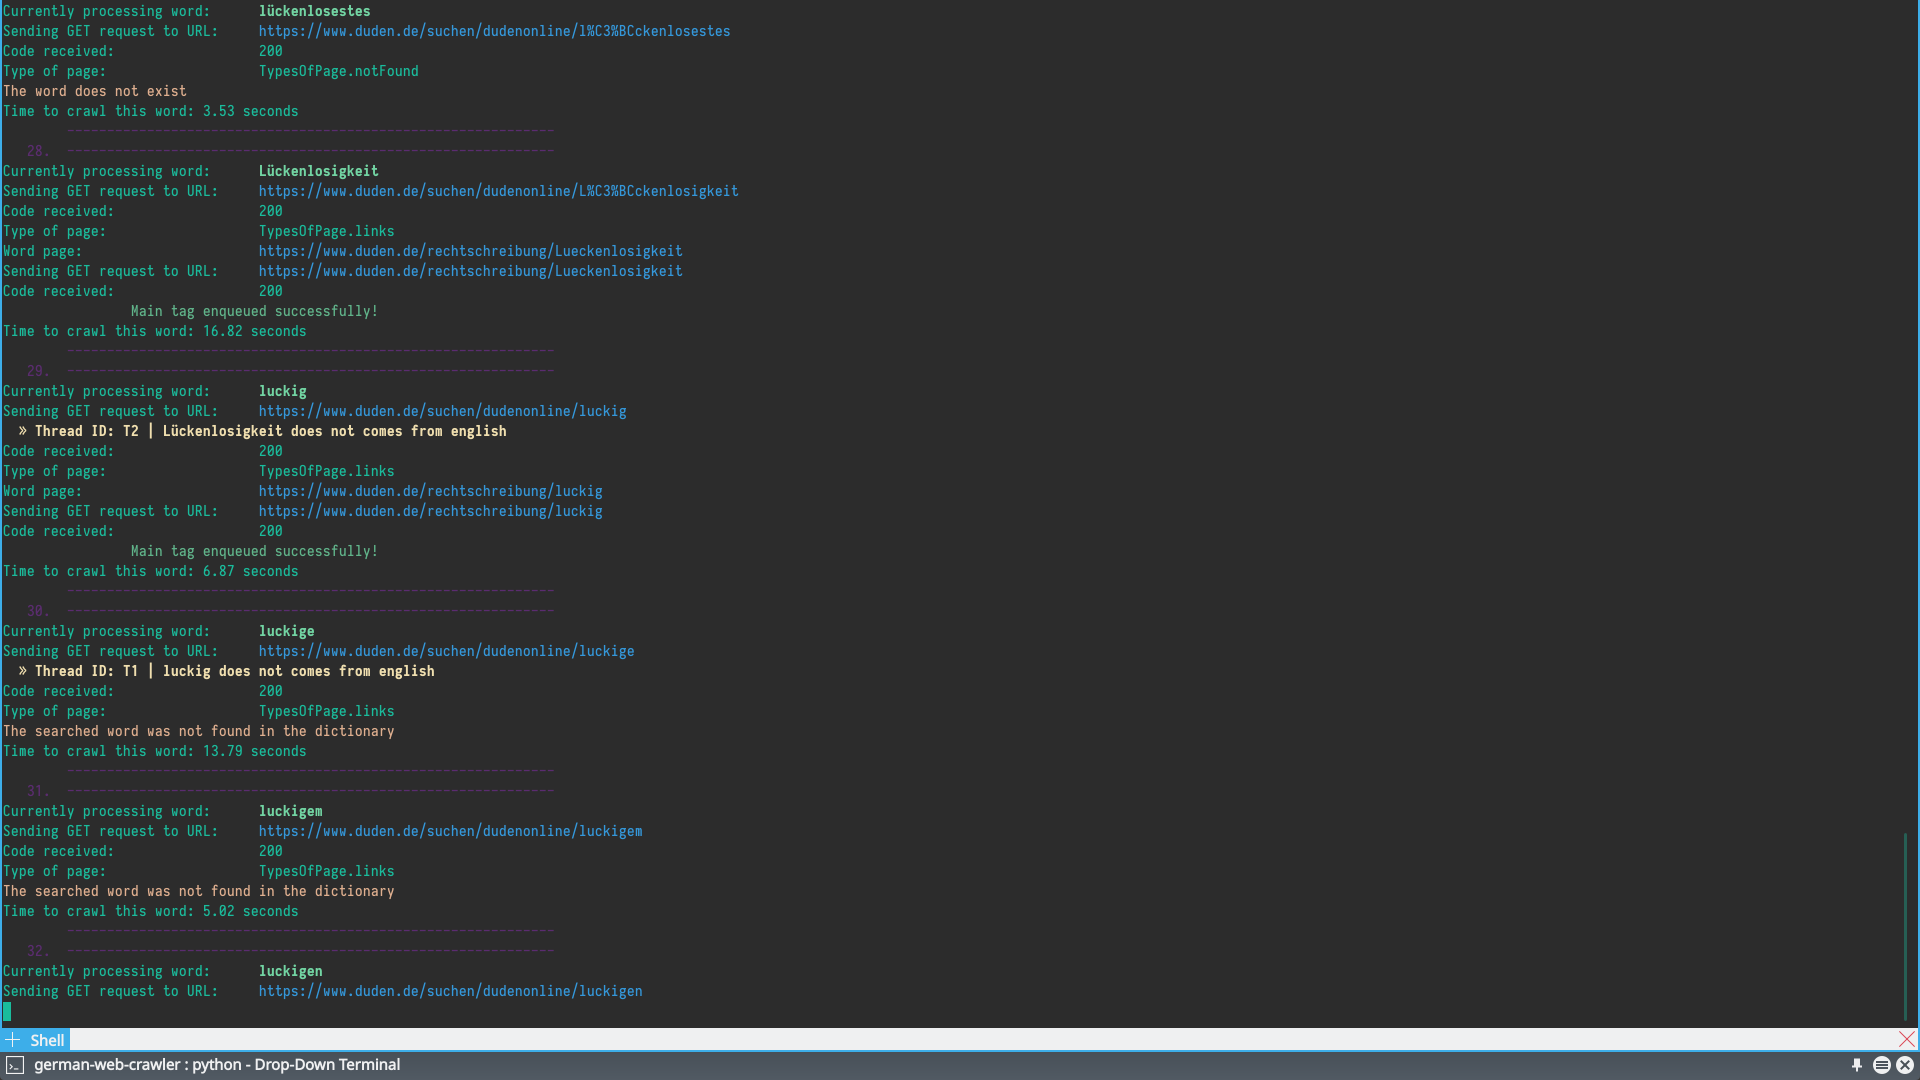 Currently processing word: lückenlosestes
Sending GET request to URL: https://www.duden.de/suchen/dudenonline/l%C3%BCckenlosestes
Code received: 200
Type of page: TypesOfPage.notFound
The word does not exist
Time to crawl this word: 3.53 seconds
-------------------------------------------------------------
28. -------------------------------------------------------------
Currently processing word: Lückenlosigkeit
Sending GET request to URL: https://www.duden.de/suchen/dudenonline/L%C3%BCckenlosigkeit
Code received: 200
Type of page: TypesOfPage.links
Word page: https://www.duden.de/rechtschreibung/Lueckenlosigkeit
Sending GET request to URL: https://www.duden.de/rechtschreibung/Lueckenlosigkeit
Code received: 200
Main tag enqueued successfully!
Time to crawl this word: 16.82 seconds
-------------------------------------------------------------
29. -------------------------------------------------------------
Currently processing word: luckig
Sending GET request to URL: https://www.duden.de/suchen/dudenonline/luckig
» Thread ID: T2 | Lückenlosigkeit does not comes from english
Code received: 200
Type of page: TypesOfPage.links
Word page: https://www.duden.de/rechtschreibung/luckig
Sending GET request to URL: https://www.duden.de/rechtschreibung/luckig
Code received: 200
Main tag enqueued successfully!
Time to crawl this word: 6.87 seconds
-------------------------------------------------------------
30. -------------------------------------------------------------
Currently processing word: luckige
Sending GET request to URL: https://www.duden.de/suchen/dudenonline/luckige
» Thread ID: T1 | luckig does not comes from english
Code received: 200
Type of page: TypesOfPage.links
The searched word was not found in the dictionary
Time to crawl this word: 13.79 seconds
-------------------------------------------------------------
31. -------------------------------------------------------------
Currently processing word: luckigem
Sending GET request to URL: https://www.duden.de/suchen/dudenonline/luckigem
Code received: 200
Type of page: TypesOfPage.links
The searched word was not found in the dictionary
Time to crawl this word: 5.02 seconds
-------------------------------------------------------------
32. -------------------------------------------------------------
Currently processing word: luckigen
Sending GET request to URL: https://www.duden.de/suchen/dudenonline/luckigen
Shell
german-web-crawler : python - Drop-Down Terminal